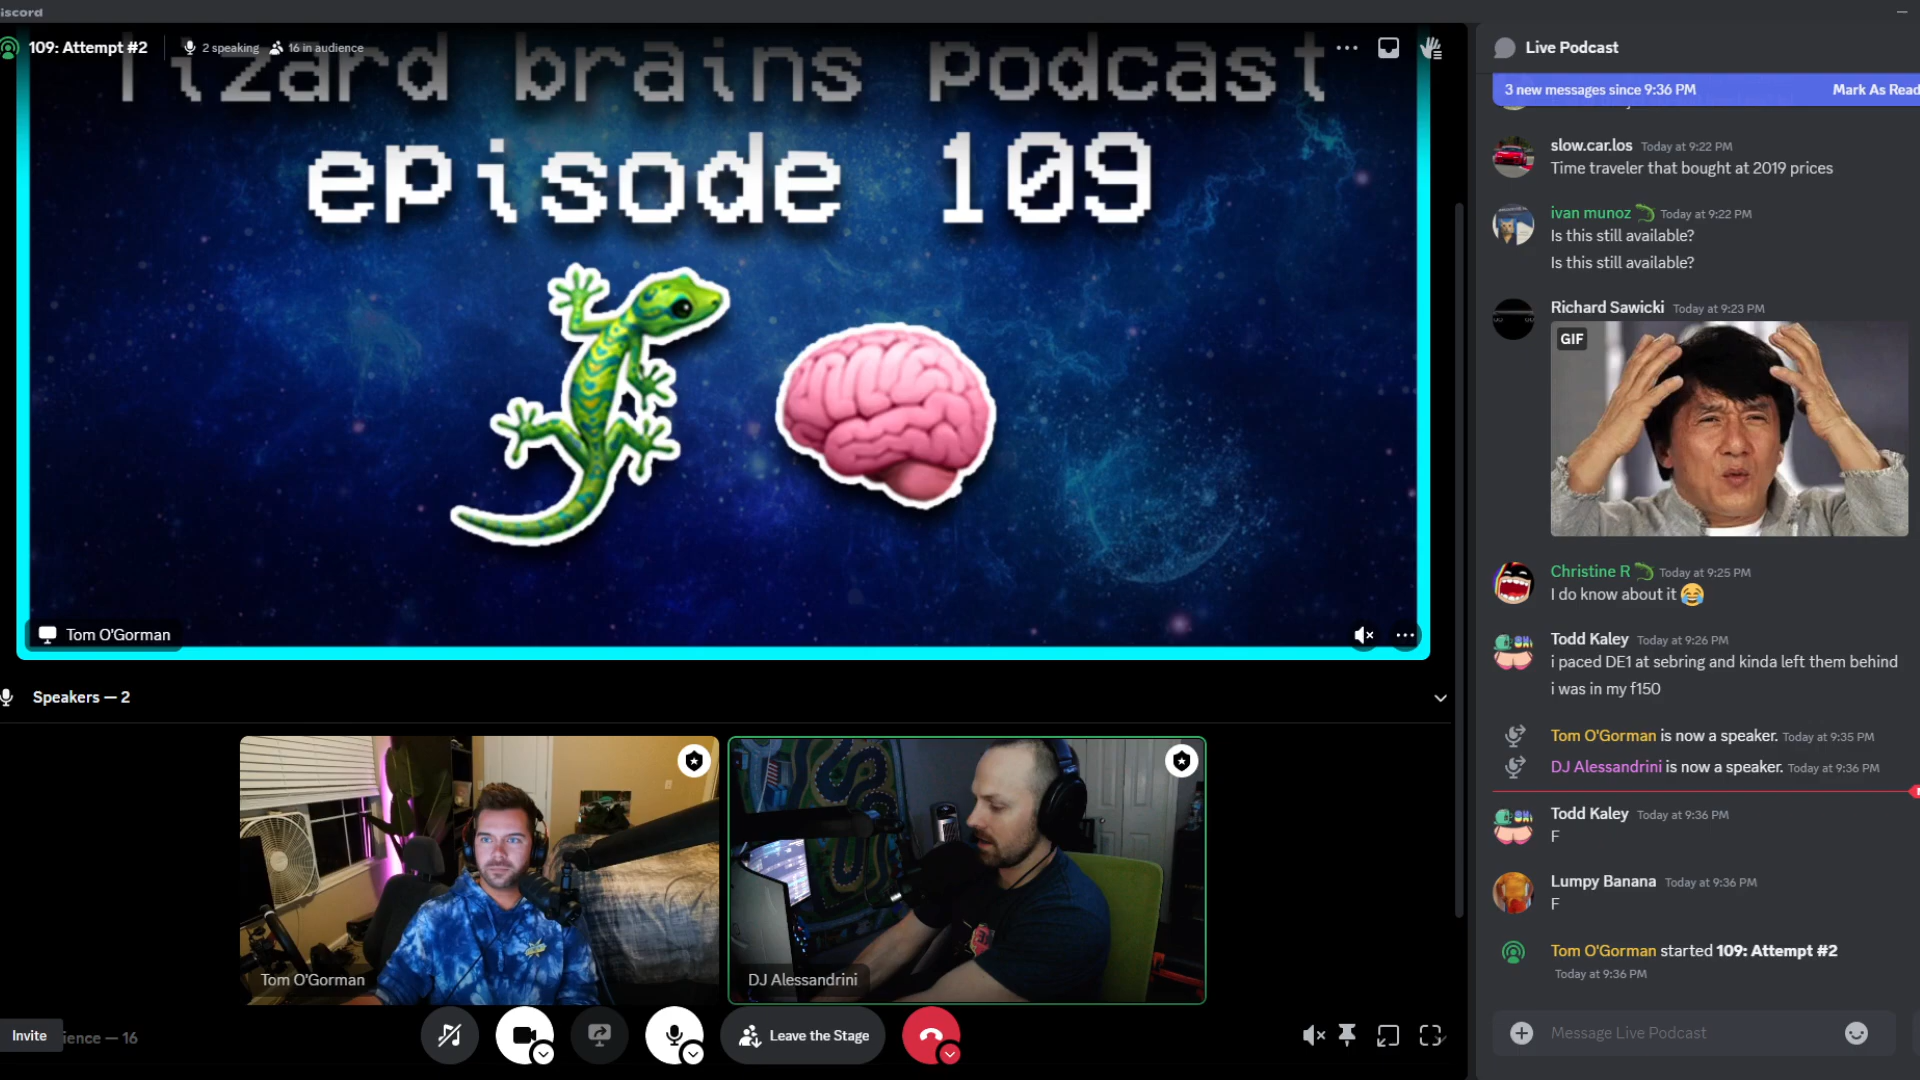 iscord
109: Attempt #2
2 speaking
16 in audience
lizard brains podcast
episode 109
Tom O'Gorman
Speakers — 2
Tom O'Gorman
DJ Alessandrini
Invite
ience — 16
Leave the Stage
Live Podcast
3 new messages since 9:36 PM
Mark As Read
slow.car.los Today at 9:22 PM
Time traveler that bought at 2019 prices
ivan munoz Today at 9:22 PM
Is this still available?
Is this still available?
Richard Sawicki Today at 9:23 PM
GIF
Christine R Today at 9:25 PM
I do know about it 😂
Todd Kaley Today at 9:26 PM
i paced DE1 at sebring and kinda left them behind
i was in my f150
Tom O'Gorman is now a speaker. Today at 9:35 PM
DJ Alessandrini is now a speaker. Today at 9:36 PM
Todd Kaley Today at 9:36 PM
F
Lumpy Banana Today at 9:36 PM
F
Tom O'Gorman started 109: Attempt #2
Today at 9:36 PM
Message Live Podcast